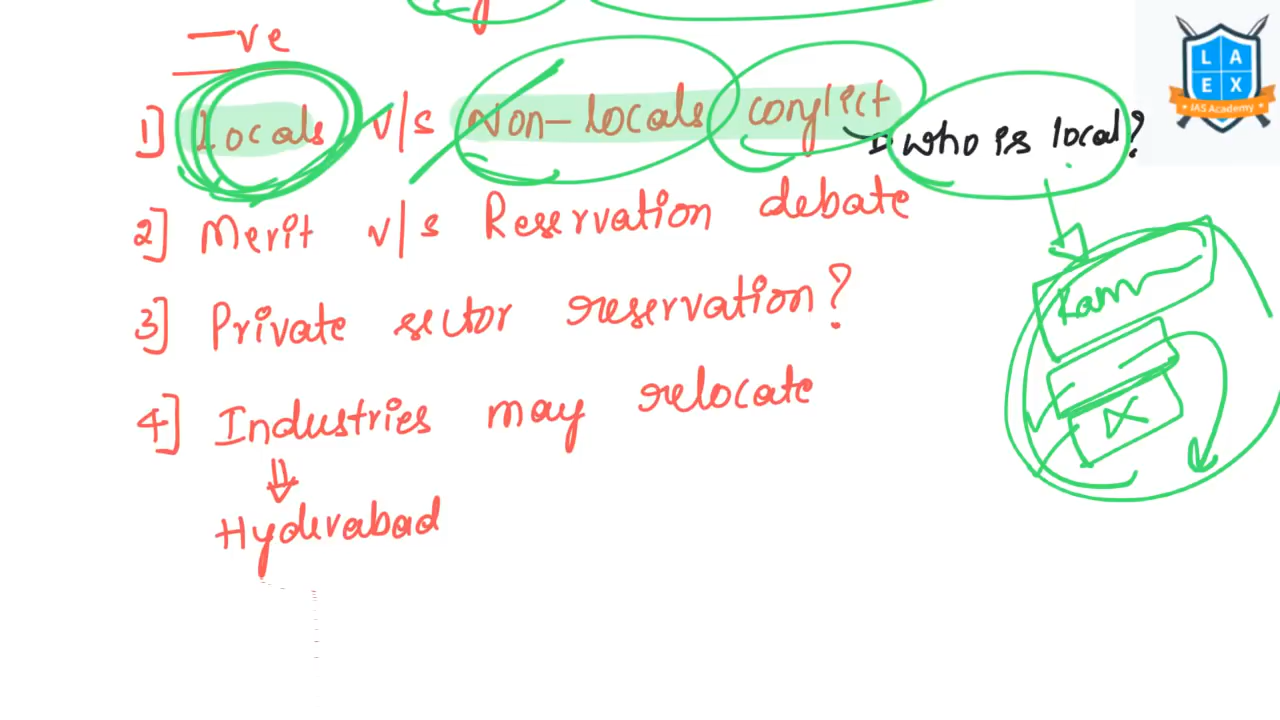 -ve
1] Locals v/s Non-locals conflict
who is local?
2] Merit v/s Reservation debate
3] Private sector reservation?
4] Industries may relocate
Hyderabad
L A
E X
IAS Academy